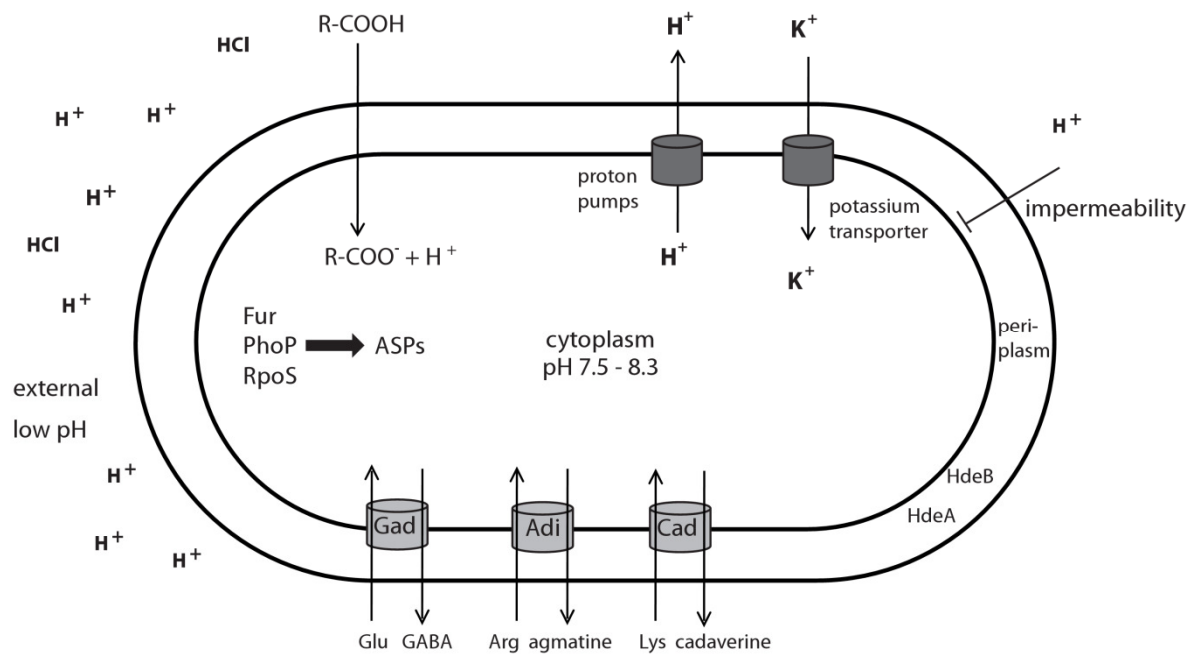 R-COOH
H+
K+
HCl
H+
H+
H+
proton
pumps
H+
impermeability
potassium
transporter
HCl
R-COO- + H+
H+
K+
H+
Fur
PhoP
RpoS
ASPs
cytoplasm
pH 7.5 - 8.3
peri-
plasm
external
low pH
H+
HdeB
HdeA
Gad
Adi
Cad
H+
H+
Glu GABA
Arg agmatine
Lys cadaverine